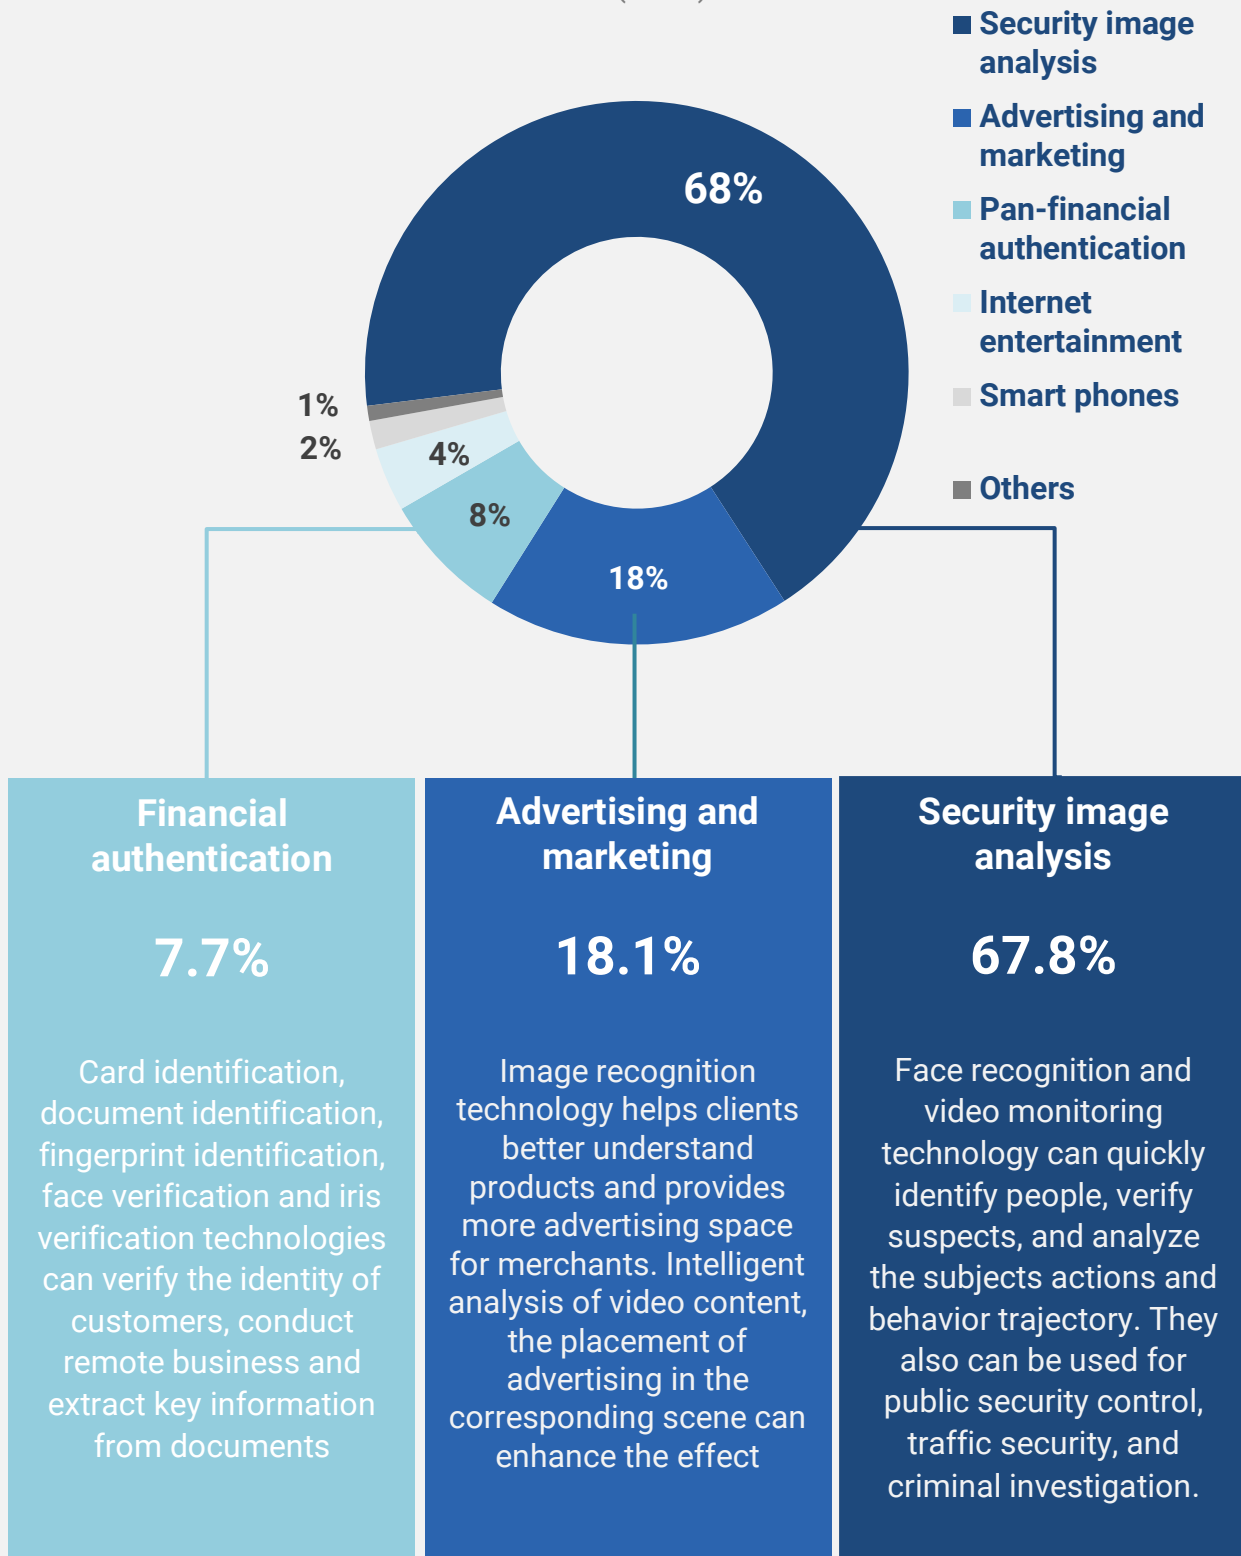 Security image
analysis
Advertising and
marketing
Pan-financial
authentication
Internet
entertainment
Smart phones
Others
68%
1%
2%
4%
8%
18%
Financial
authentication
7.7%
Card identification,
document identification,
fingerprint identification,
face verification and iris
verification technologies
can verify the identity of
customers, conduct
remote business and
extract key information
from documents
Advertising and
marketing
18.1%
Image recognition
technology helps clients
better understand
products and provides
more advertising space
for merchants. Intelligent
analysis of video content,
the placement of
advertising in the
corresponding scene can
enhance the effect
Security image
analysis
67.8%
Face recognition and
video monitoring
technology can quickly
identify people, verify
suspects, and analyze
the subjects actions and
behavior trajectory. They
also can be used for
public security control,
traffic security, and
criminal investigation.